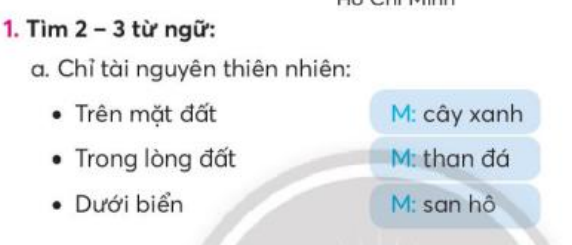 1. Tìm 2 – 3 từ ngữ:
a. Chỉ tài nguyên thiên nhiên:
• Trên mặt đất M: cây xanh
• Trong lòng đất M: than đá
• Dưới biển M: san hô